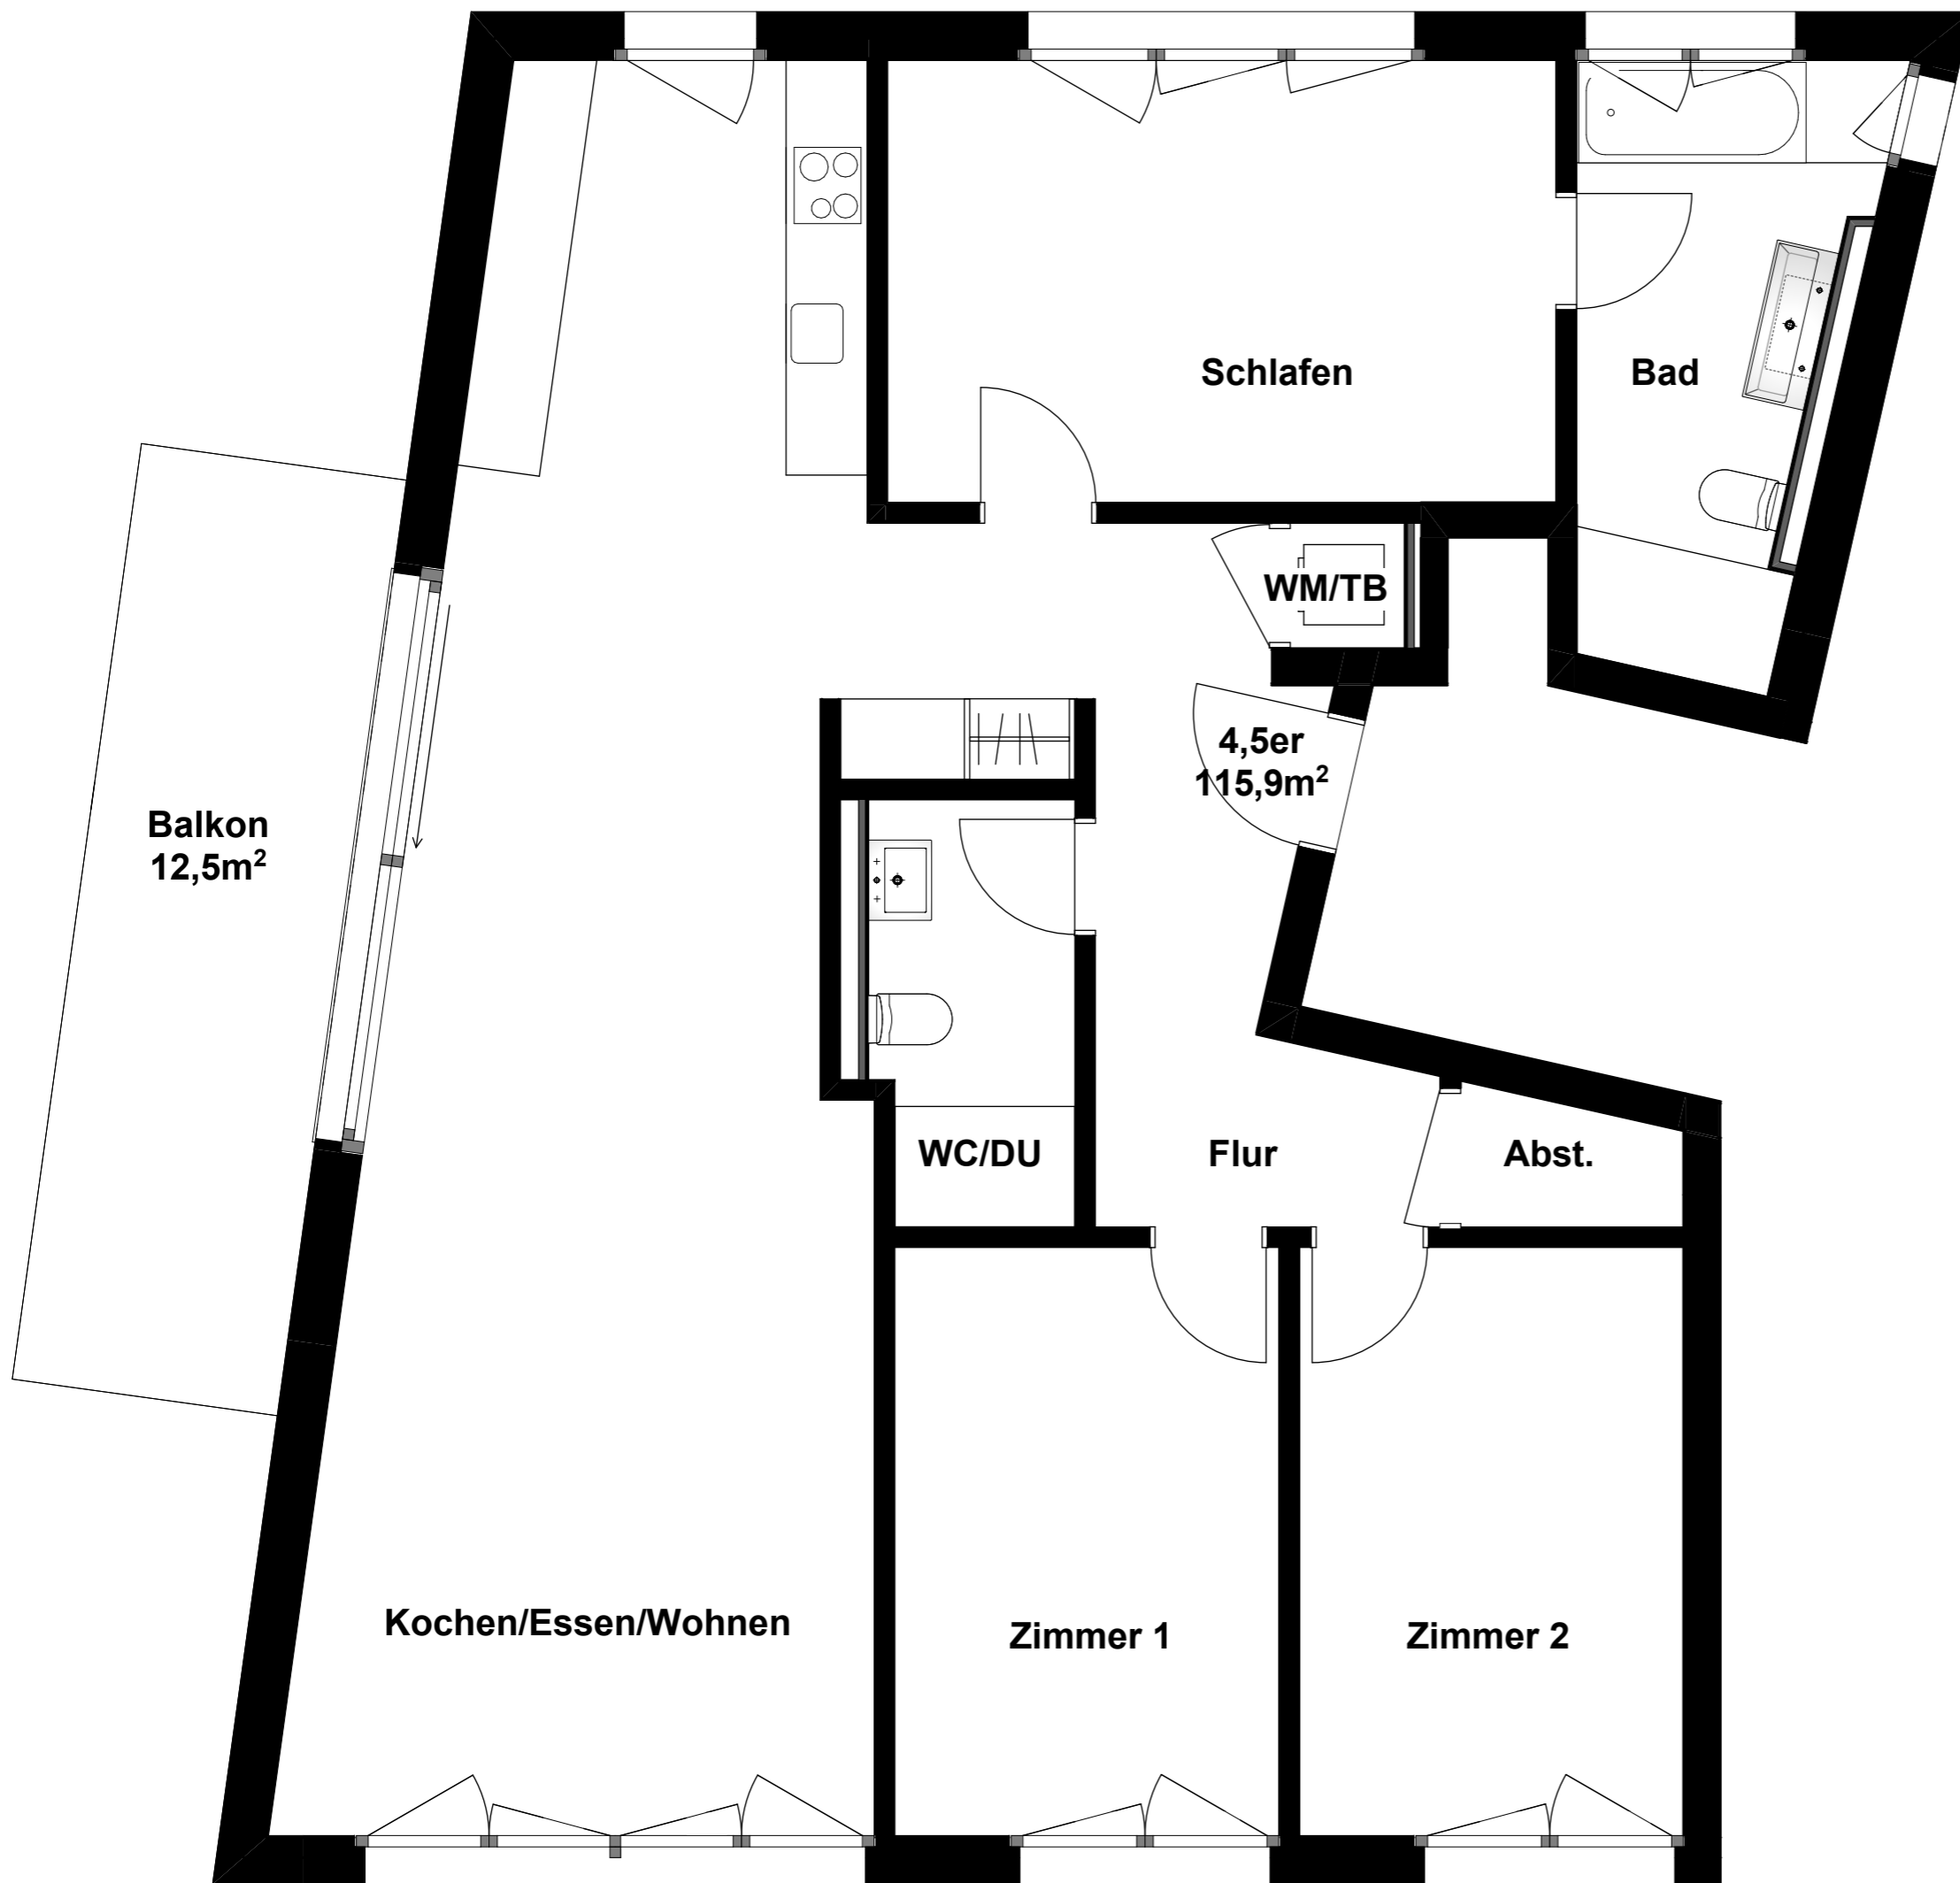 Schlafen
Bad
WM/TB
4,5er
115,9m²
Balkon
12,5m²
WC/DU
Flur
Abst.
Kochen/Essen/Wohnen
Zimmer 1
Zimmer 2